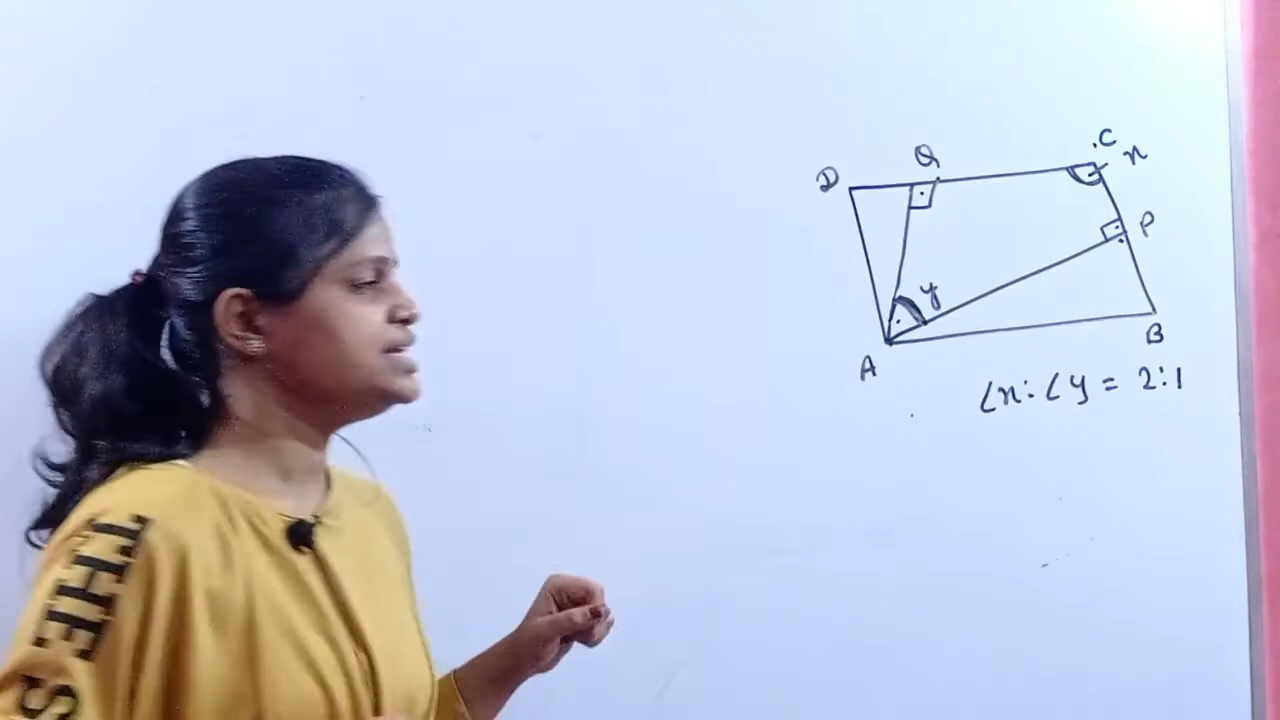 C
D Q x
P
y
A B
∠x:∠y = 2:1
THE S